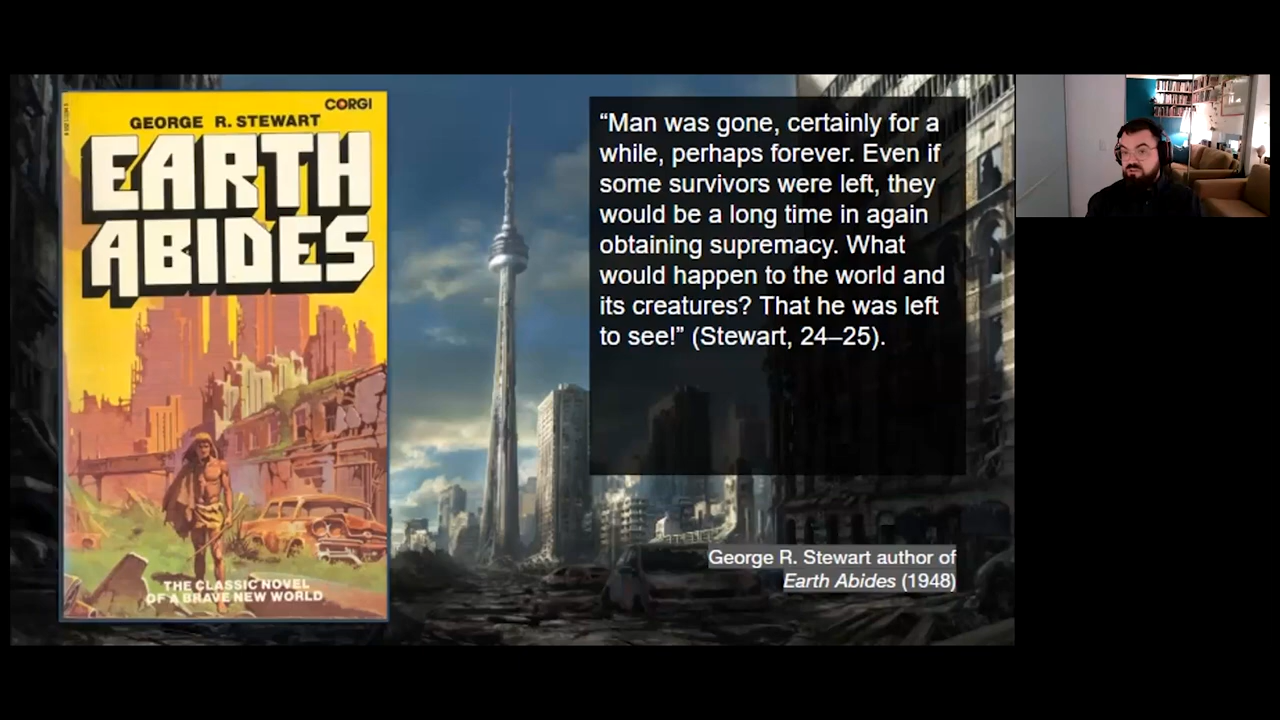 CORGI
GEORGE R. STEWART
EARTH
ABIDES
THE CLASSIC NOVEL
OF A BRAVE NEW WORLD
“Man was gone, certainly for a
while, perhaps forever. Even if
some survivors were left, they
would be a long time in again
obtaining supremacy. What
would happen to the world and
its creatures? That he was left
to see!” (Stewart, 24–25).
George R. Stewart author of
Earth Abides (1948)